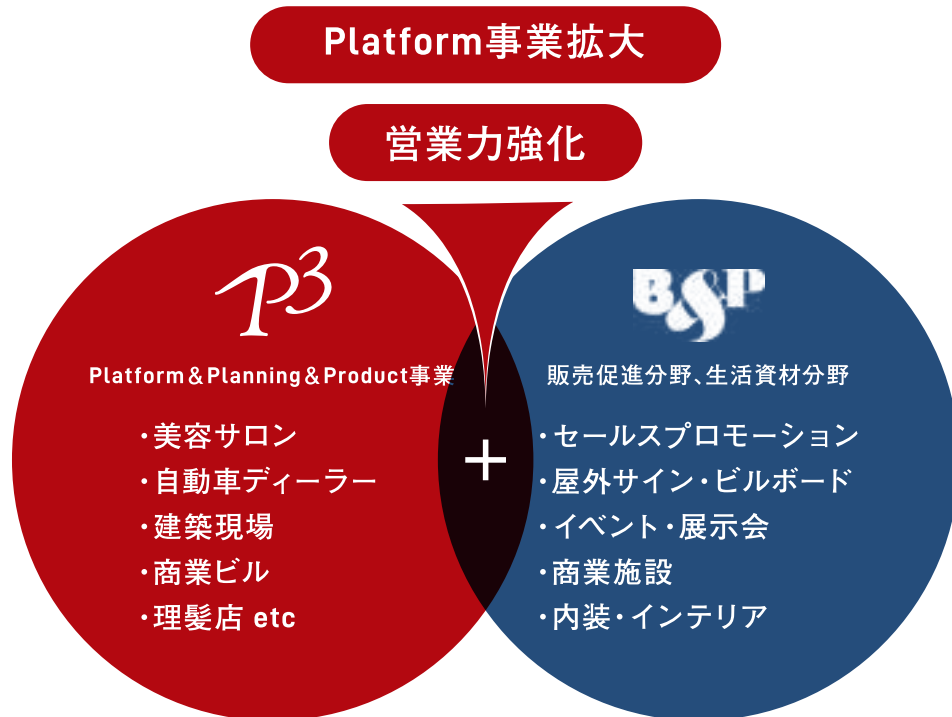 Platform事業拡大
営業力強化
P3
Platform&Planning&Product事業
・美容サロン
・自動車ディーラー
・建築現場
・商業ビル
・理髪店 etc
+
B&P
販売促進分野、生活資材分野
・セールスプロモーション
・屋外サイン・ビルボード
・イベント・展示会
・商業施設
・内装・インテリア